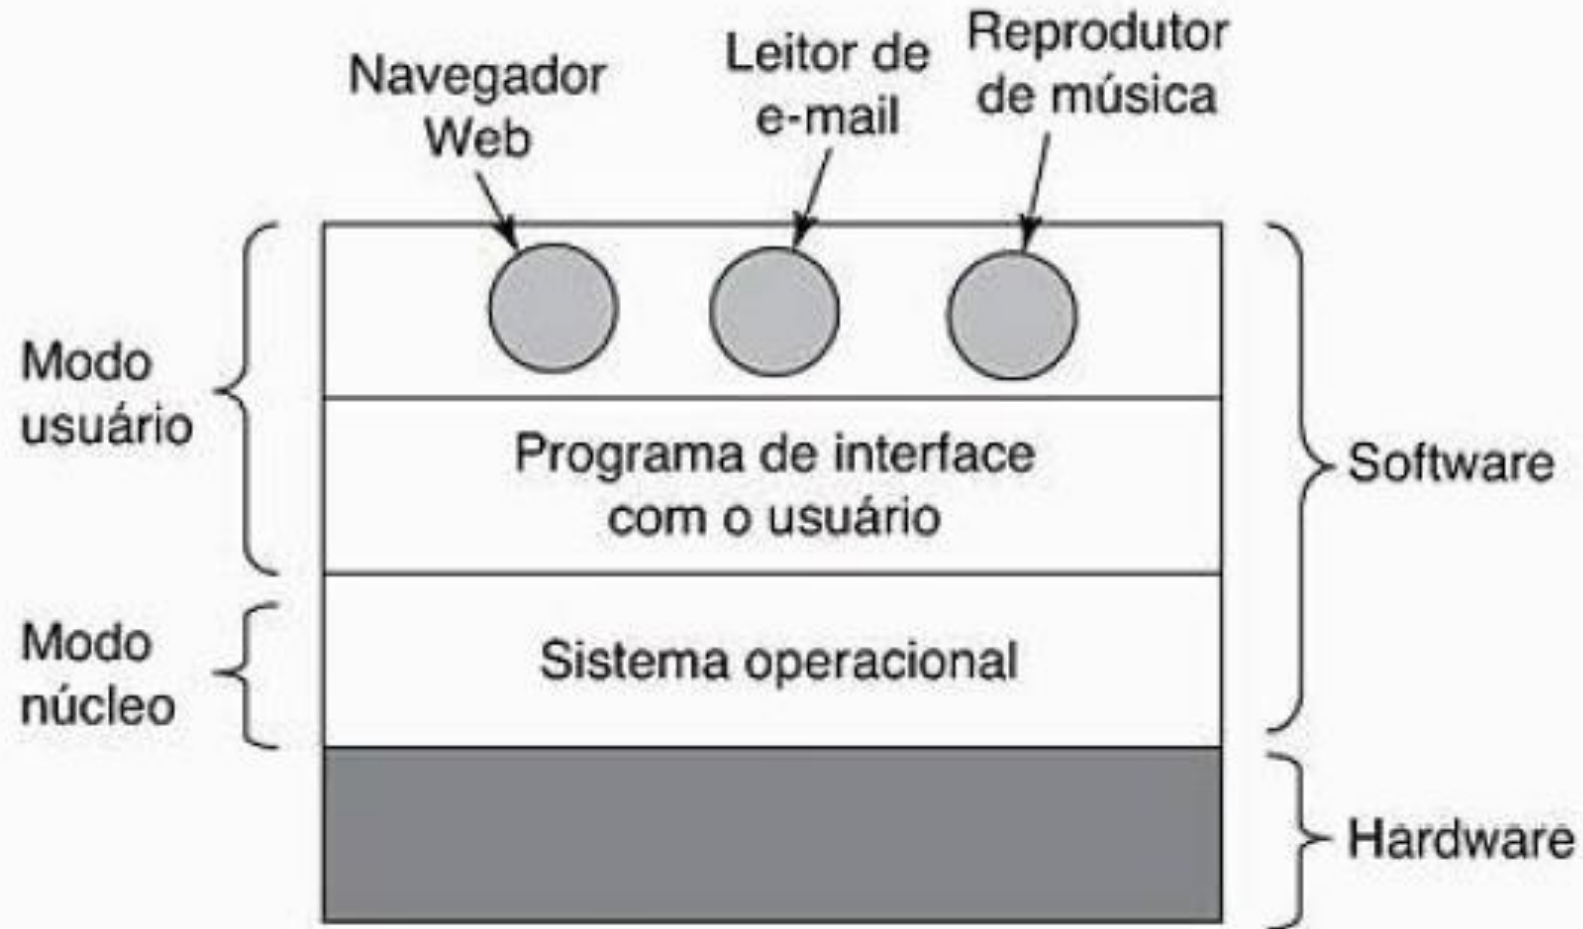 Navegador
Web
Leitor de
e-mail
Reprodutor
de música
Modo
usuário
Programa de interface
com o usuário
Software
Modo
núcleo
Sistema operacional
Hardware